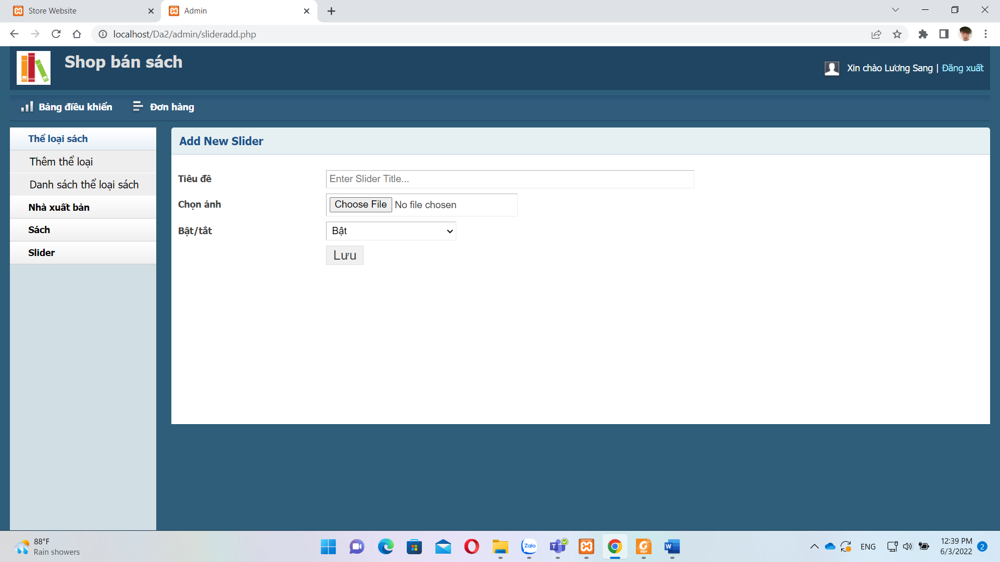 Store Website
Admin
localhost/Da2/admin/slideradd.php
Shop bán sách
Xin chào Lương Sang | Đăng xuất
Bảng điều khiển
Đơn hàng
Thể loại sách
Thêm thể loại
Danh sách thể loại sách
Nhà xuất bản
Sách
Slider
Add New Slider
Tiêu đề
Enter Slider Title...
Chọn ảnh
Choose File No file chosen
Bật/tắt
Bật
Lưu
88°F
Rain showers
Zalo
PDF
ENG
12:39 PM
6/3/2022
2